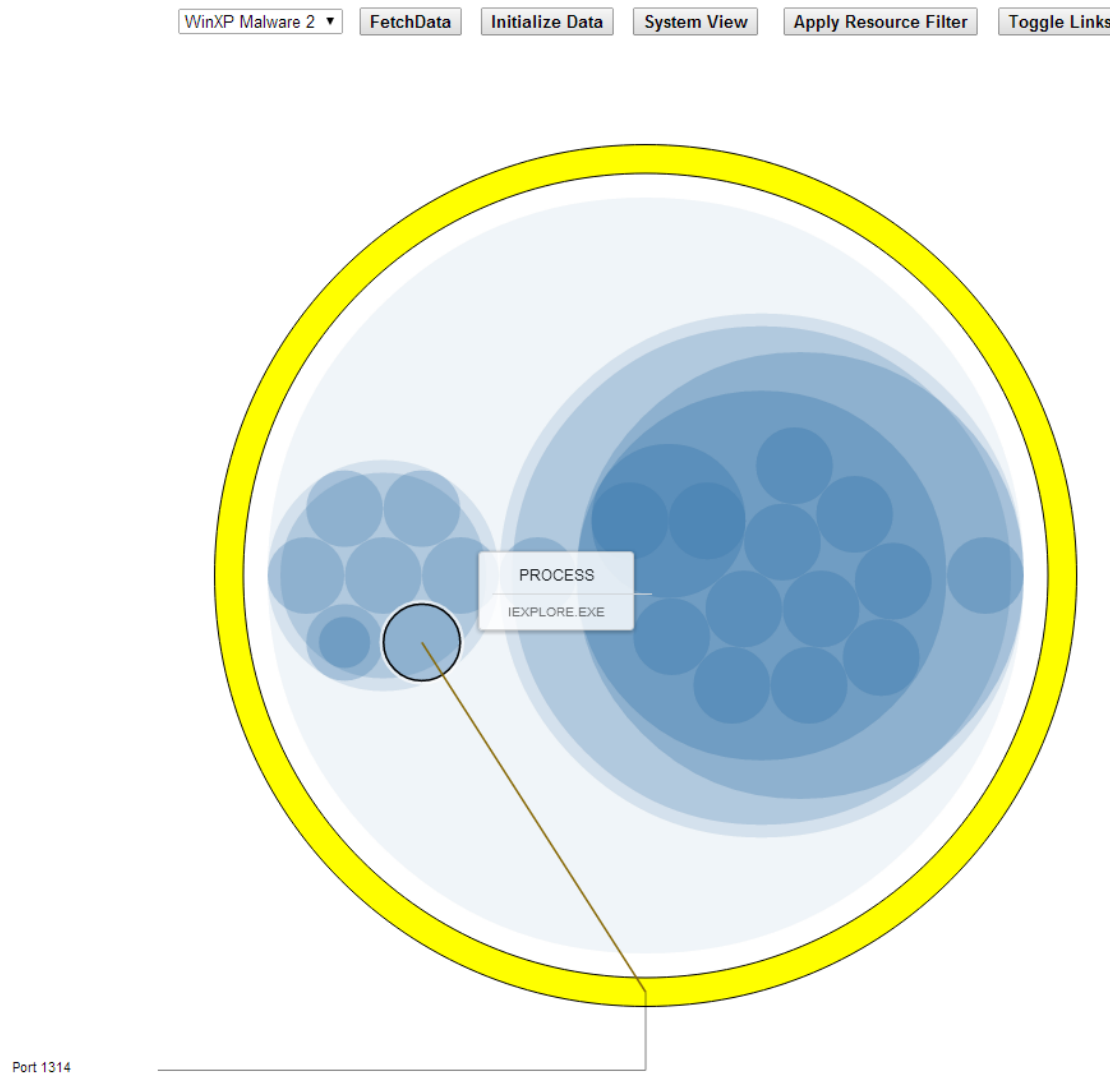 WinXP Malware 2 FetchData Initialize Data System View Apply Resource Filter Toggle Links
PROCESS
IEXPLORE.EXE
Port 1314